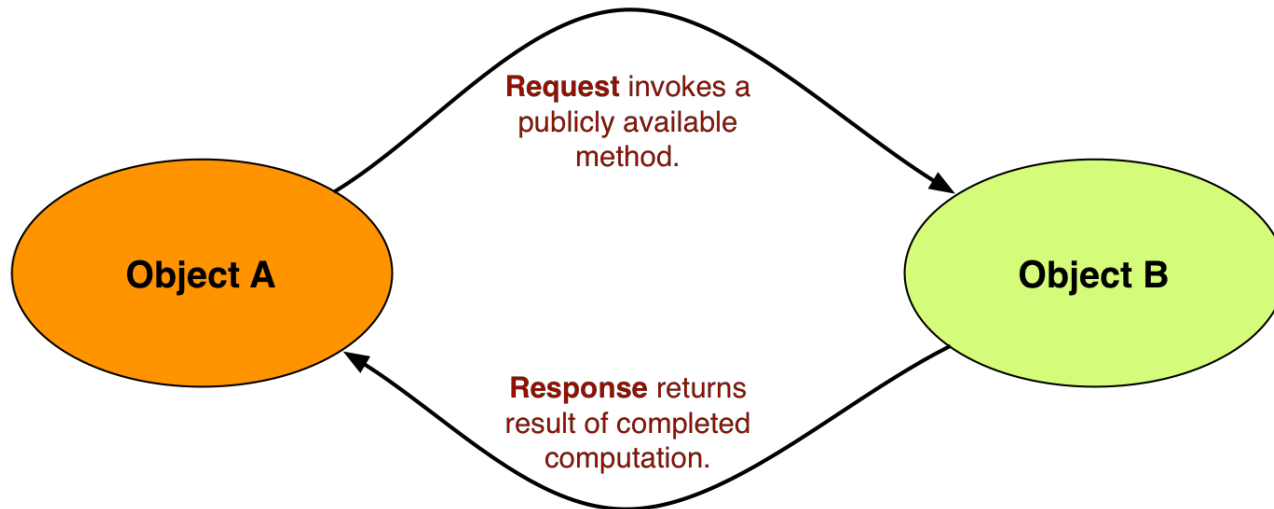 Request invokes a
publicly available
method.
Object A
Object B
Response returns
result of completed
computation.